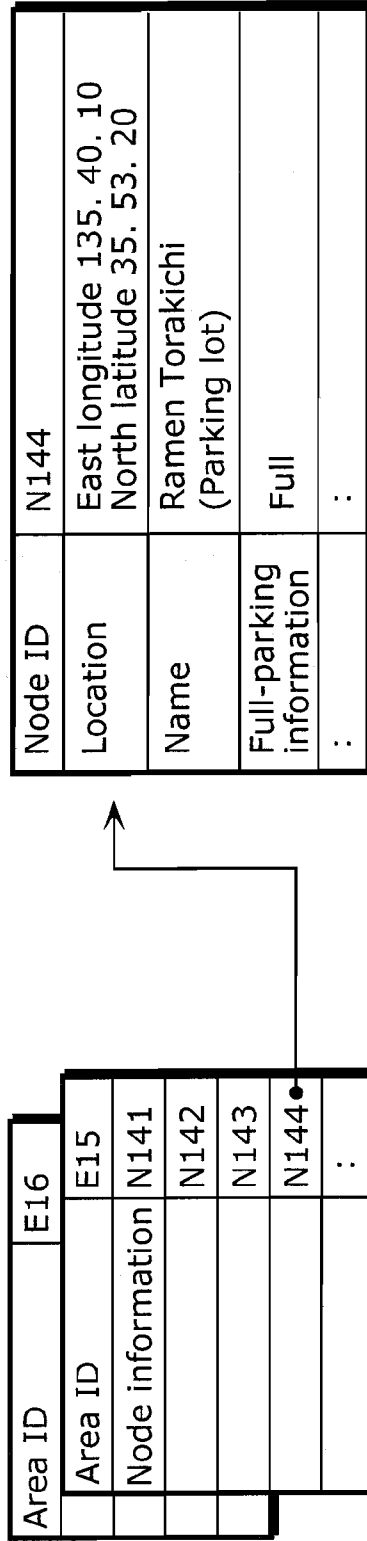 Area ID E16
Area ID E15
Node information N141
N142
N143
N144
:
Node ID N144
Location East longitude 135. 40. 10
North latitude 35. 53. 20
Name Ramen Torakichi
(Parking lot)
Full-parking
information Full
: :